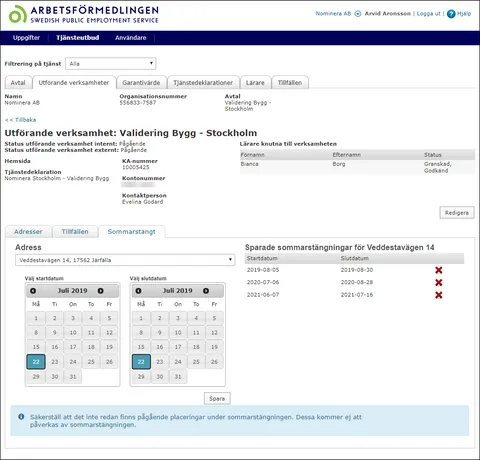 ARBETSFÖRMEDLINGEN
SWEDISH PUBLIC EMPLOYMENT SERVICE
Nominera AB Arvid Aronsson | Logga ut | ? Hjälp
Uppgifter Tjänsteutbud Användare
Filtrering på tjänst Alla
Avtal Utförande verksamheter Garantivärde Tjänstedeklarationer Lärare Tillfällen
Namn Organisationsnummer Avtal
Nominera AB 556833-7587 Validering Bygg -
Stockholm
<< Tillbaka
Utförande verksamhet: Validering Bygg - Stockholm
Status utförande verksamhet internt: Pågående
Status utförande verksamhet externt: Pågående
Lärare knutna till verksamheten
Förnamn Efternamn Status
Bianca Borg Granskad,
Godkänd
Hemsida KA-nummer
10005425
Tjänstedeklaration Kontonummer
Nominera Stockholm - Validering Bygg
Kontaktperson
Evelina Godard
Redigera
Adresser Tillfällen Sommarstängt
Adress Sparade sommarstängningar för Veddestavägen 14
Veddestavägen 14, 17562 Järfälla
Startdatum Slutdatum
2019-08-05 2019-08-30
2020-07-06 2020-08-28
2021-06-07 2021-07-16
Välj startdatum Välj slutdatum
Juli 2019 Juli 2019
Må Ti On To Fr Må Ti On To Fr
1 2 3 4 5 1 2 3 4 5
8 9 10 11 12 8 9 10 11 12
15 16 17 18 19 15 16 17 18 19
22 23 24 25 26 22 23 24 25 26
29 30 31 29 30 31
Spara
Säkerställ att det inte redan finns pågående placeringar under sommarstängningen. Dessa kommer ej att
påverkas av sommarstängningen.